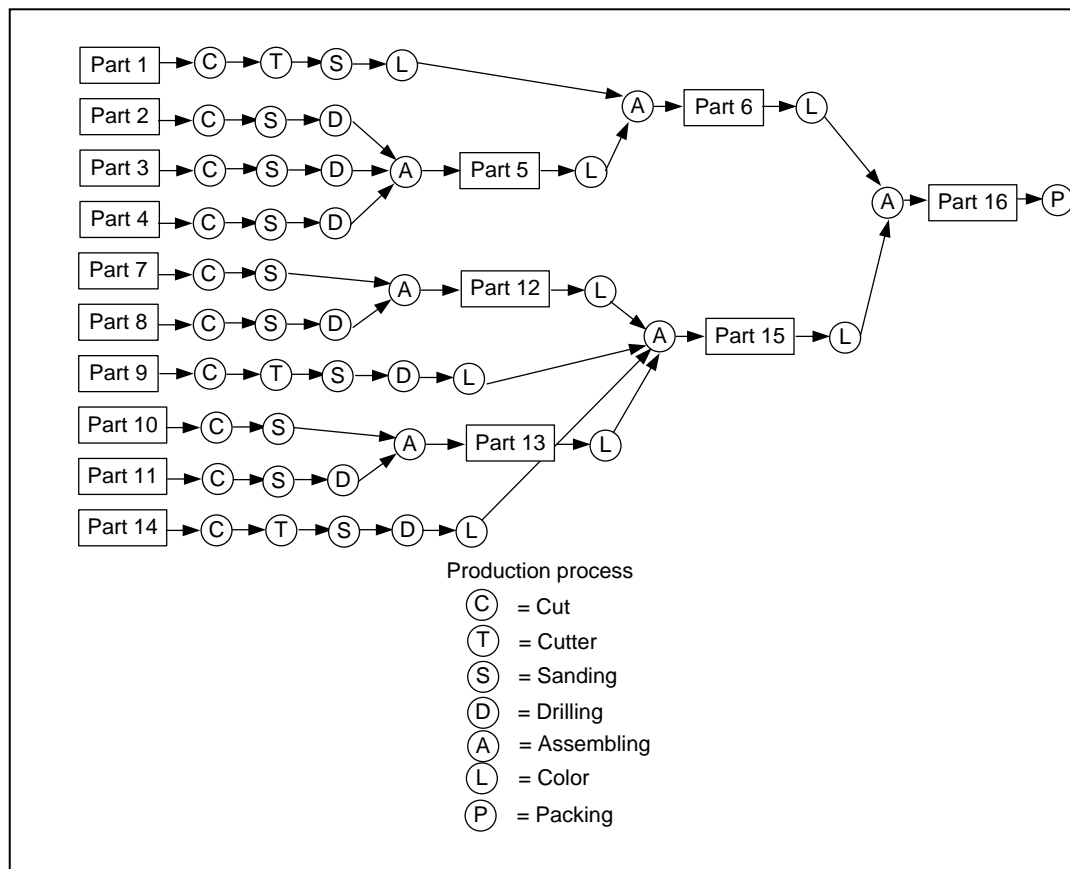 Part 1 C T S L
A Part 6 L
Part 2 C S D
Part 3 C S D A Part 5 L
Part 4 C S D
A Part 16 P
Part 7 C S
A Part 12 L
Part 8 C S D
A Part 15 L
Part 9 C T S D L
Part 10 C S
A Part 13 L
Part 11 C S D
Part 14 C T S D L
Production process
C = Cut
T = Cutter
S = Sanding
D = Drilling
A = Assembling
L = Color
P = Packing